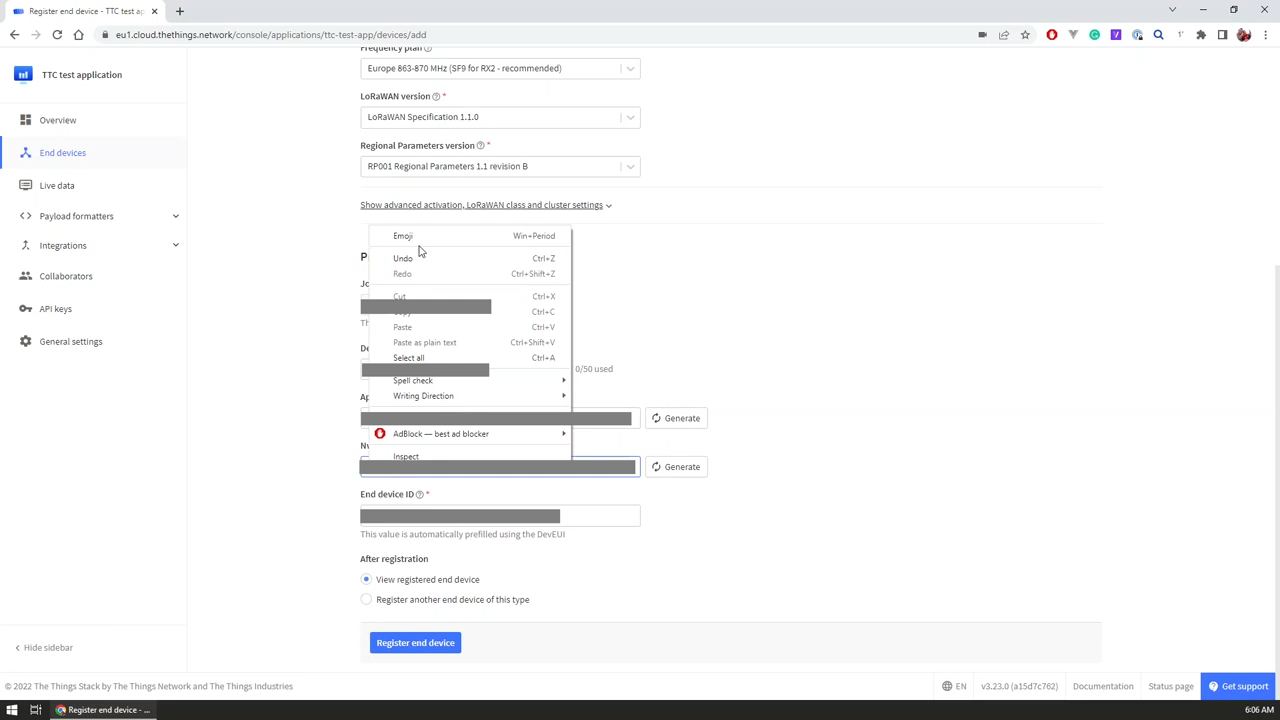 Register end device - TTC test ap
eu1.cloud.thethings.network/console/applications/ttc-test-app/devices/add
TTC test application
Overview
End devices
Live data
Payload formatters
Integrations
Collaborators
API keys
General settings
Hide sidebar
Frequency plan
Europe 863-870 MHz (SF9 for RX2 - recommended)
LoRaWAN version *
LoRaWAN Specification 1.1.0
Regional Parameters version *
RP001 Regional Parameters 1.1 revision B
Show advanced activation, LoRaWAN class and cluster settings
Emoji Win+Period
Undo Ctrl+Z
Redo Ctrl+Shift+Z
Cut Ctrl+X
Copy Ctrl+C
Paste Ctrl+V
Paste as plain text Ctrl+Shift+V
Select all Ctrl+A
0/50 used
Spell check
Writing Direction
Generate
AdBlock — best ad blocker
Inspect
Generate
End device ID *
This value is automatically prefilled using the DevEUI
After registration
View registered end device
Register another end device of this type
Register end device
© 2022 The Things Stack by The Things Network and The Things Industries
EN
v3.23.0 (a15d7c762)
Documentation
Status page
Get support
Register end device - ...
6:06 AM